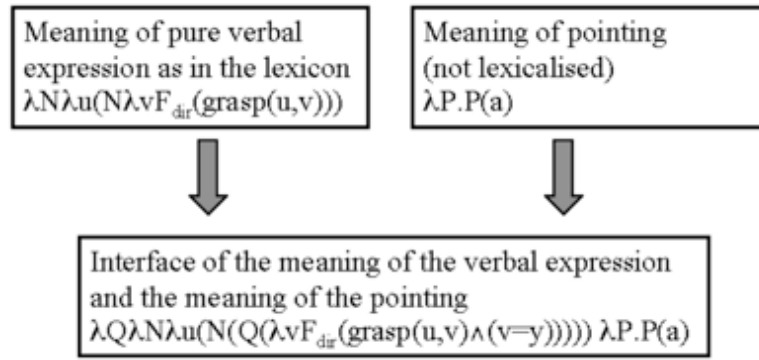 Meaning of pure verbal
expression as in the lexicon
λNλu(NλvF_dir(grasp(u,v)))
Meaning of pointing
(not lexicalised)
λP.P(a)
Interface of the meaning of the verbal expression
and the meaning of the pointing
λQλNλu(N(Q(λvF_dir(grasp(u,v)∧(v=y))))) λP.P(a)